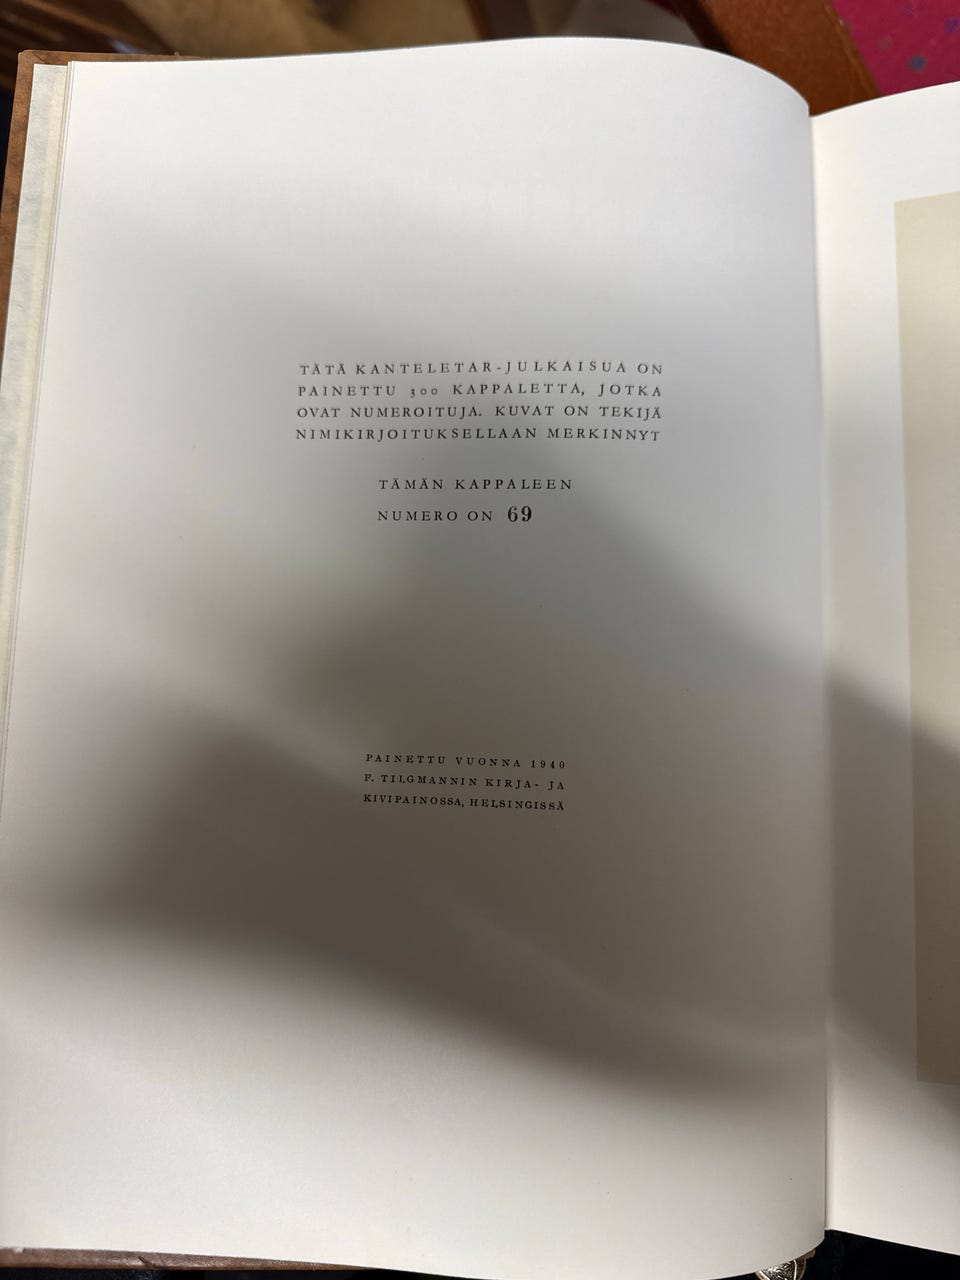 TÄTÄ KANTELETAR-JULKAISUA ON
PAINETTU 300 KAPPALETTA, JOTKA
OVAT NUMEROITUJA. KUVAT ON TEKIJÄ
NIMIKIRJOITUKSELLAAN MERKINNYT
TÄMÄN KAPPALEEN
NUMERO ON 69
PAINETTU VUONNA 1940
F. TILGMANNIN KIRJA- JA
KIVIPAINOSSA, HELSINGISSÄ